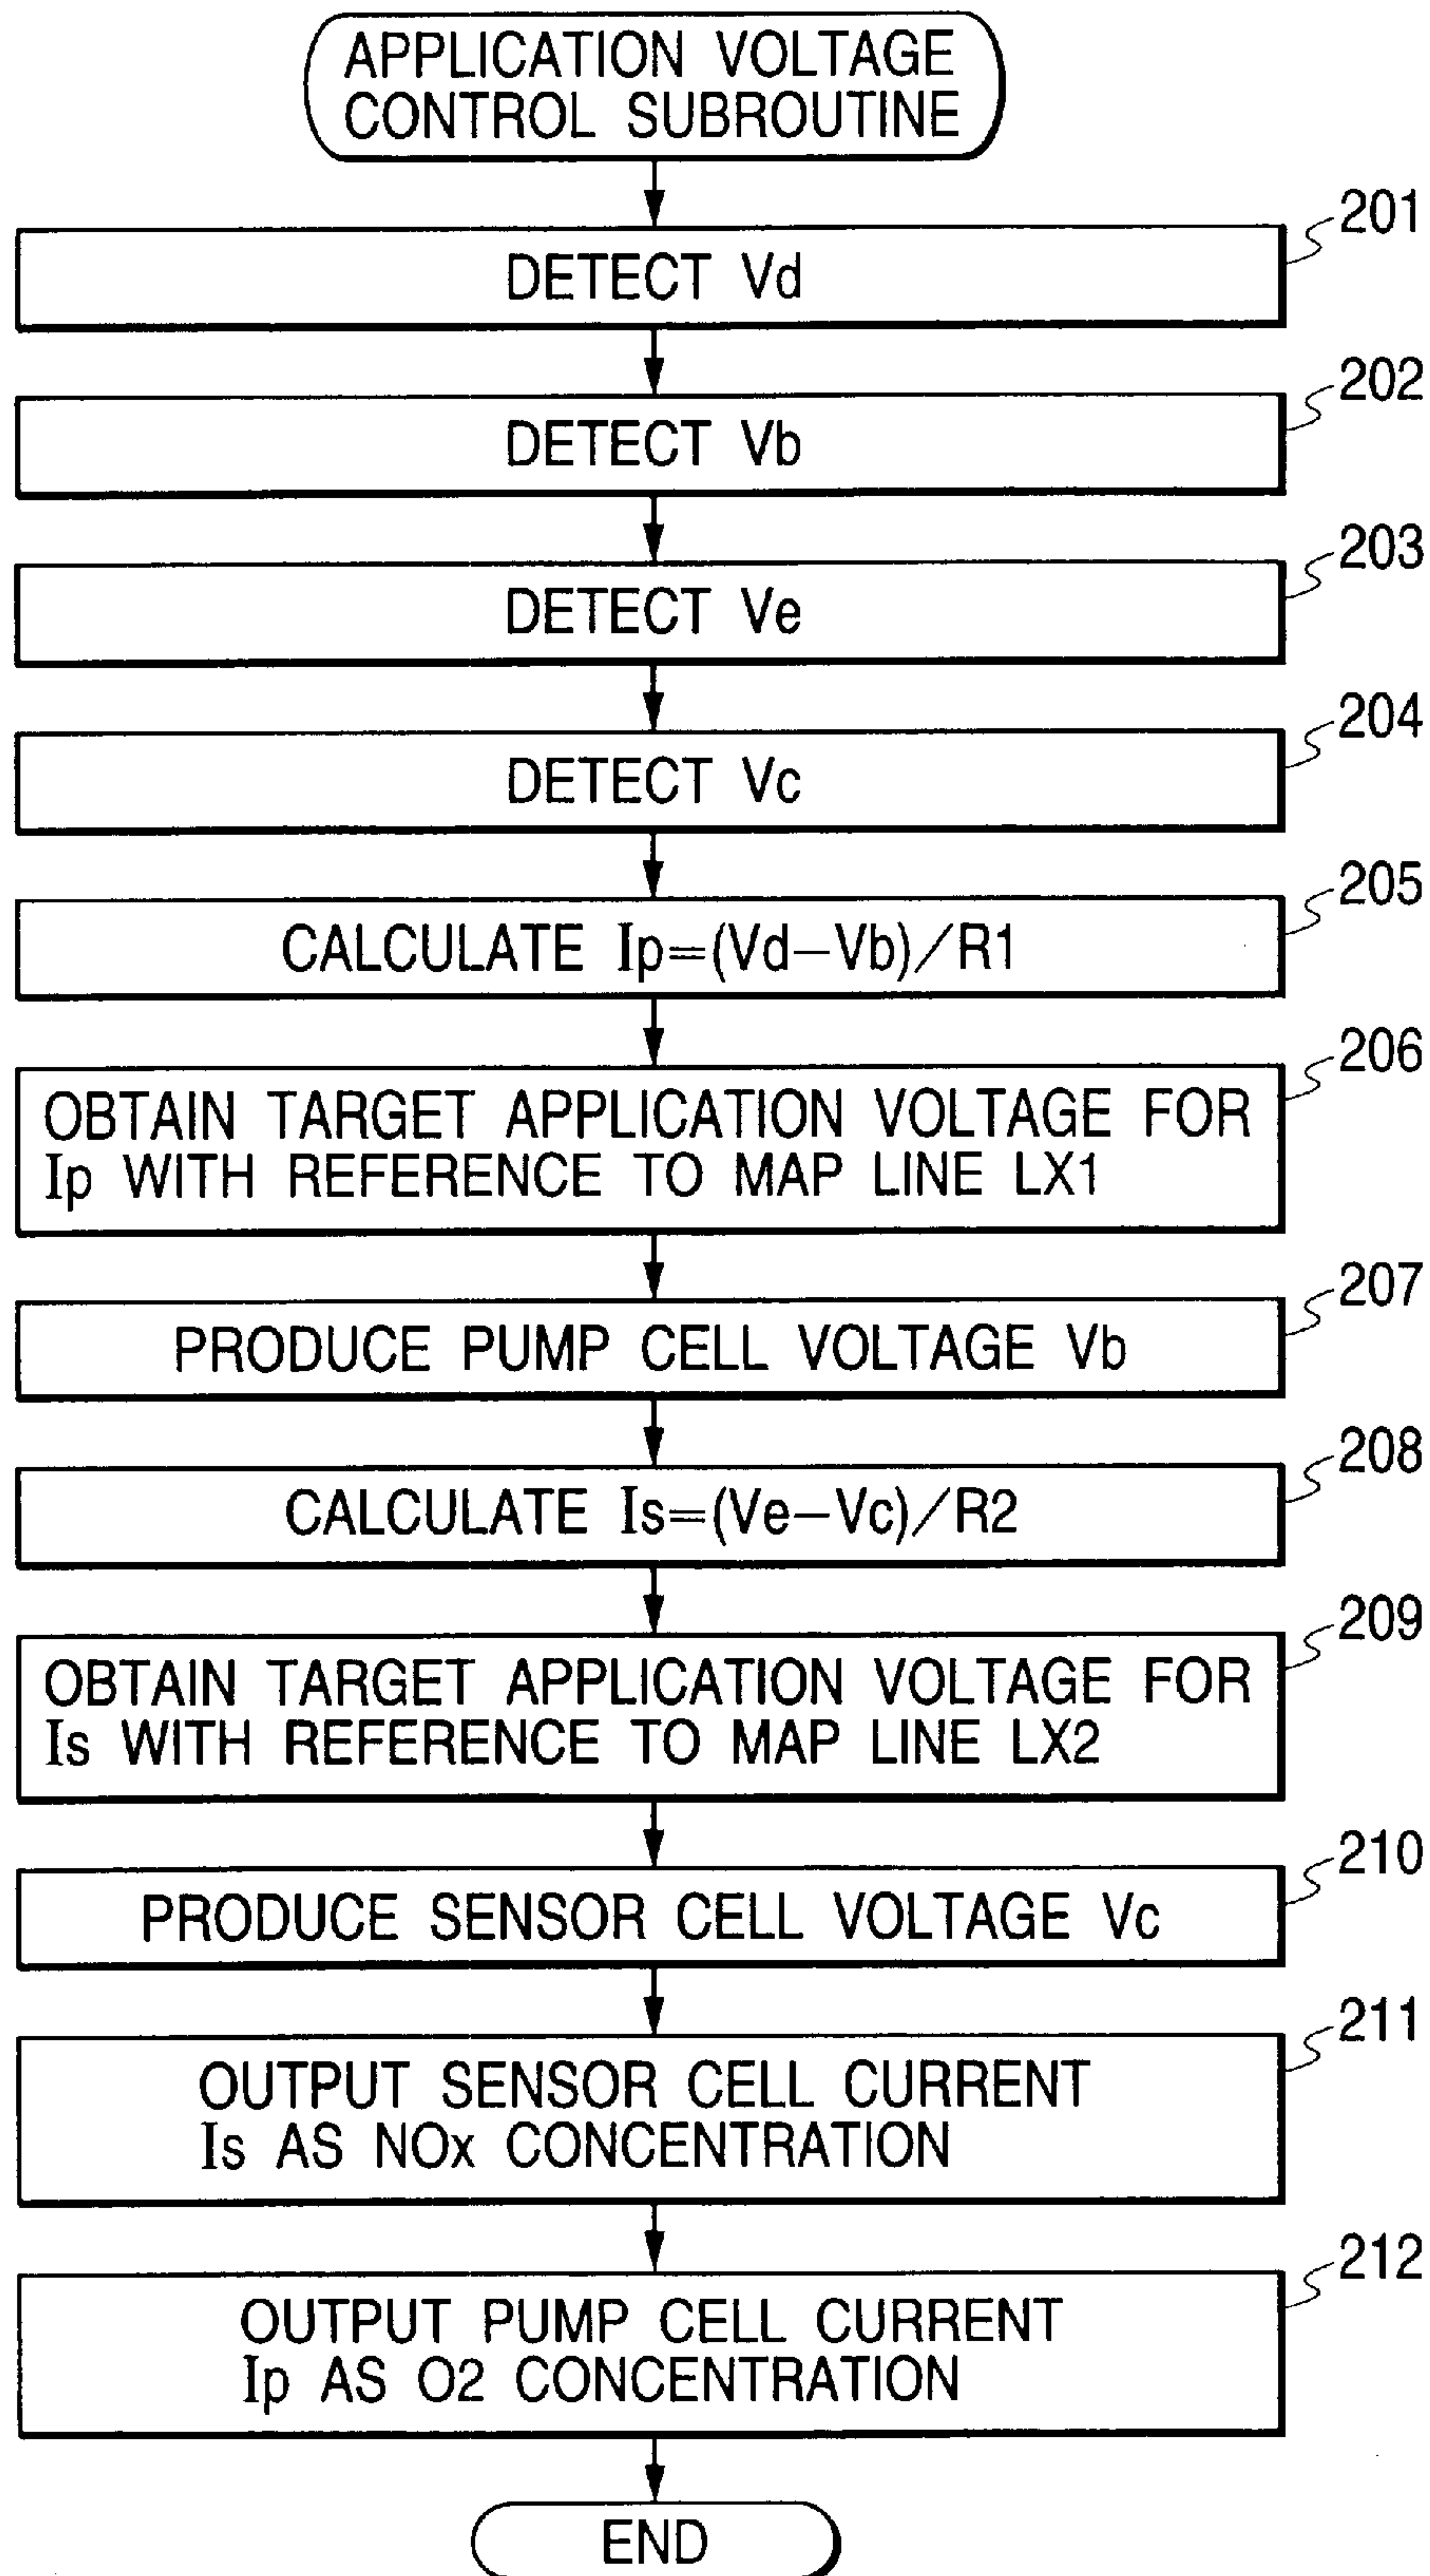 APPLICATION VOLTAGE
CONTROL SUBROUTINE
201
DETECT Vd
202
DETECT Vb
203
DETECT Ve
204
DETECT Vc
205
CALCULATE Ip=(Vd-Vb)/R1
206
OBTAIN TARGET APPLICATION VOLTAGE FOR
Ip WITH REFERENCE TO MAP LINE LX1
207
PRODUCE PUMP CELL VOLTAGE Vb
208
CALCULATE Is=(Ve-Vc)/R2
209
OBTAIN TARGET APPLICATION VOLTAGE FOR
Is WITH REFERENCE TO MAP LINE LX2
210
PRODUCE SENSOR CELL VOLTAGE Vc
211
OUTPUT SENSOR CELL CURRENT
Is AS NOx CONCENTRATION
212
OUTPUT PUMP CELL CURRENT
Ip AS O2 CONCENTRATION
END